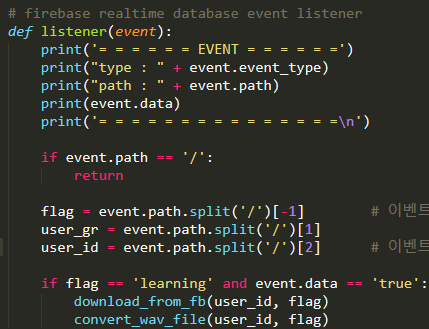 # firebase realtime database event listener
def listener(event):
    print('= = = = = = EVENT = = = = = =')
    print("type : " + event.event_type)
    print("path : " + event.path)
    print(event.data)
    print('= = = = = = = = = = = = = = =\n')
    if event.path == '/':
        return
    flag = event.path.split('/')[-1]        # 이벤트
    user_gr = event.path.split('/')[1]
    user_id = event.path.split('/')[2]      # 이벤트
    if flag == 'learning' and event.data == 'true':
        download_from_fb(user_id, flag)
        convert_wav_file(user_id, flag)